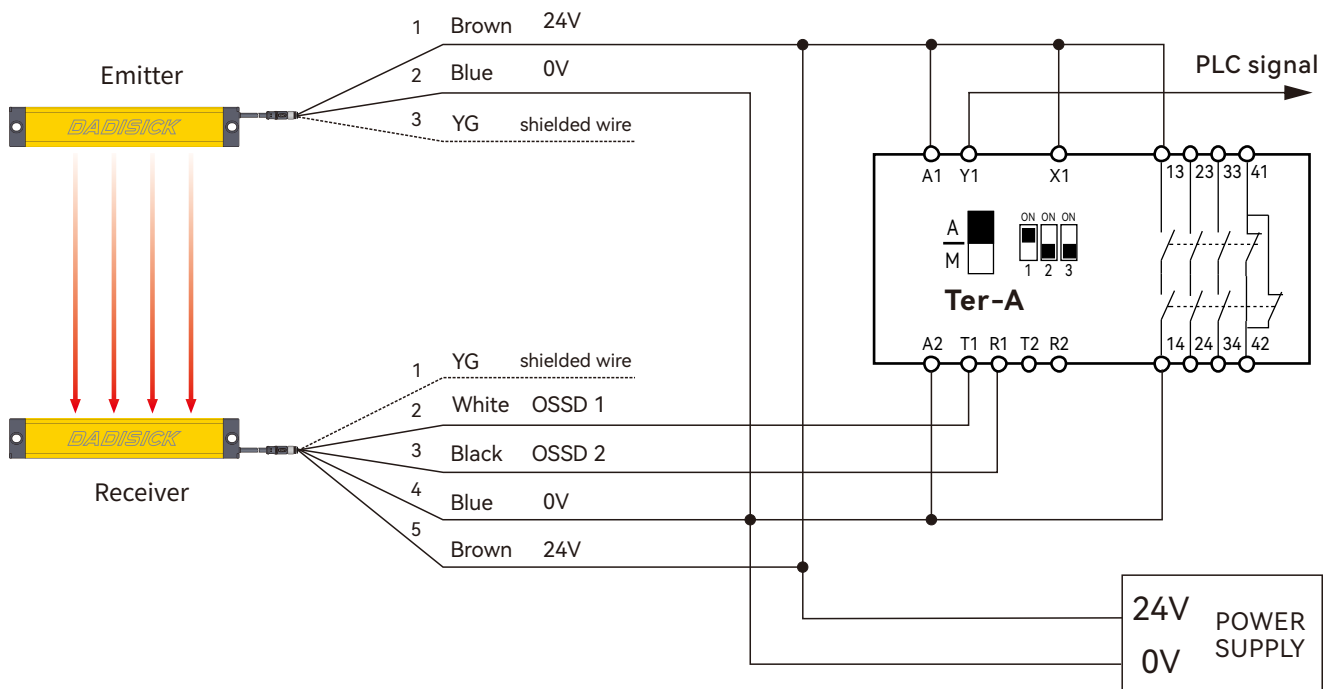 1 Brown 24V
2 Blue 0V
3 YG shielded wire
Emitter
DADISICK
PLC signal
A1 Y1 X1 13 23 33 41
A
M
ON ON ON
1 2 3
Ter-A
A2 T1 R1 T2 R2 14 24 34 42
1 YG shielded wire
2 White OSSD 1
3 Black OSSD 2
4 Blue 0V
5 Brown 24V
DADISICK
Receiver
24V
0V
POWER
SUPPLY